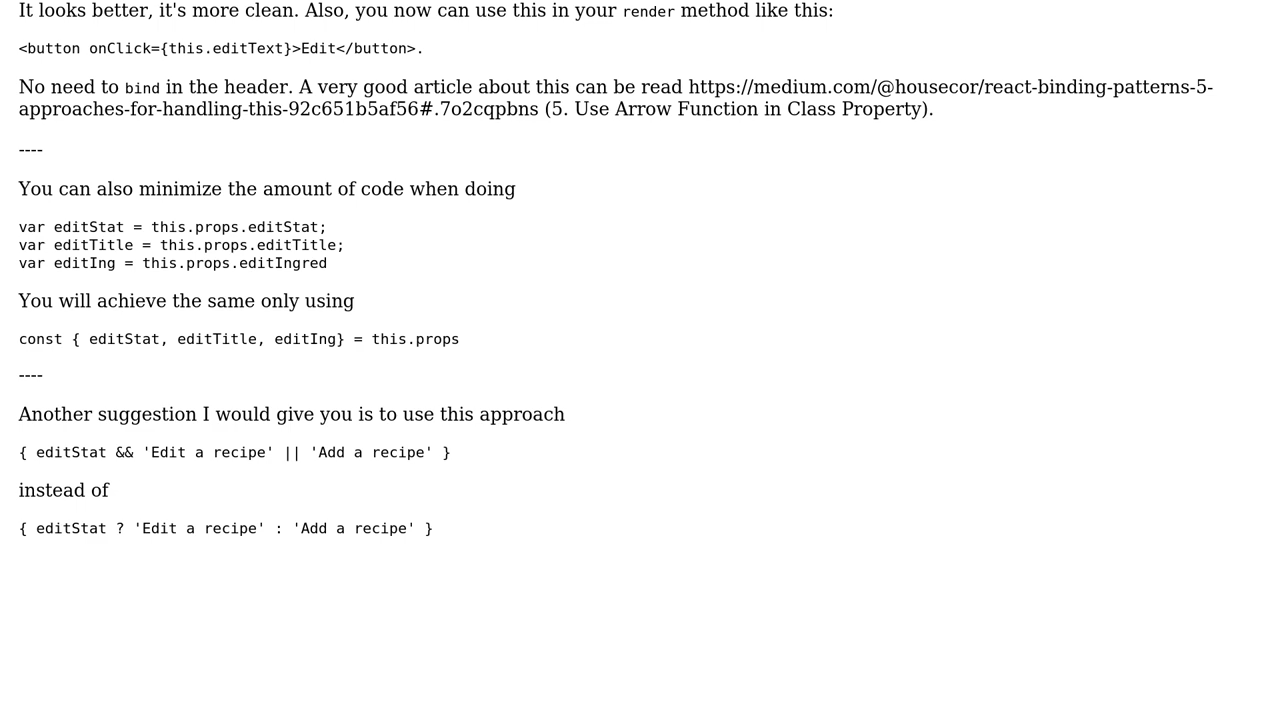 It looks better, it's more clean. Also, you now can use this in your render method like this:
<button onClick={this.editText}>Edit</button>.
No need to bind in the header. A very good article about this can be read https://medium.com/@housecor/react-binding-patterns-5-
approaches-for-handling-this-92c651b5af56#.7o2cqpbns (5. Use Arrow Function in Class Property).
----
You can also minimize the amount of code when doing
var editStat = this.props.editStat;
var editTitle = this.props.editTitle;
var editIng = this.props.editIngred
You will achieve the same only using
const { editStat, editTitle, editIng} = this.props
----
Another suggestion I would give you is to use this approach
{ editStat && 'Edit a recipe' || 'Add a recipe' }
instead of
{ editStat ? 'Edit a recipe' : 'Add a recipe' }